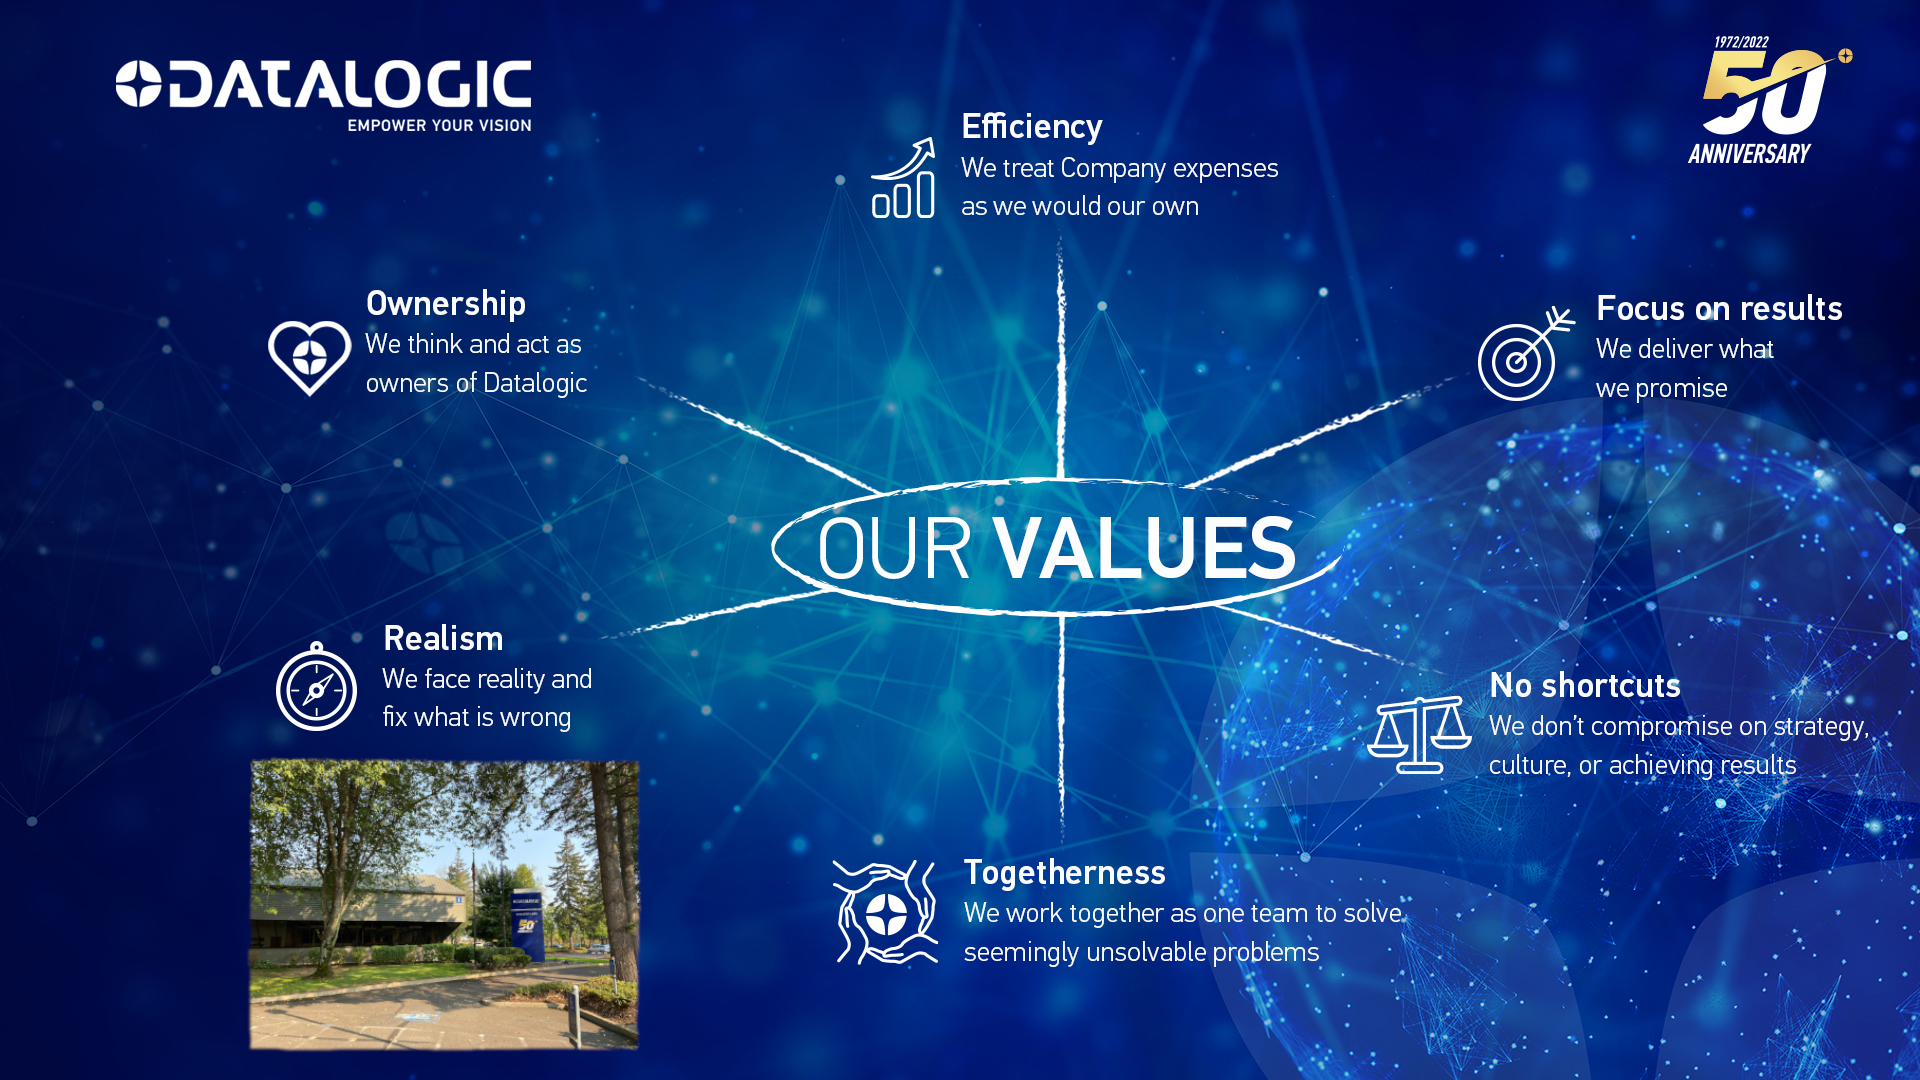 DATALOGIC
EMPOWER YOUR VISION
1972/2022
50
ANNIVERSARY
Efficiency
We treat Company expenses
as we would our own
Ownership
We think and act as
owners of Datalogic
Focus on results
We deliver what
we promise
OUR VALUES
Realism
We face reality and
fix what is wrong
No shortcuts
We don't compromise on strategy,
culture, or achieving results
Togetherness
We work together as one team to solve
seemingly unsolvable problems
DATALOGIC
50